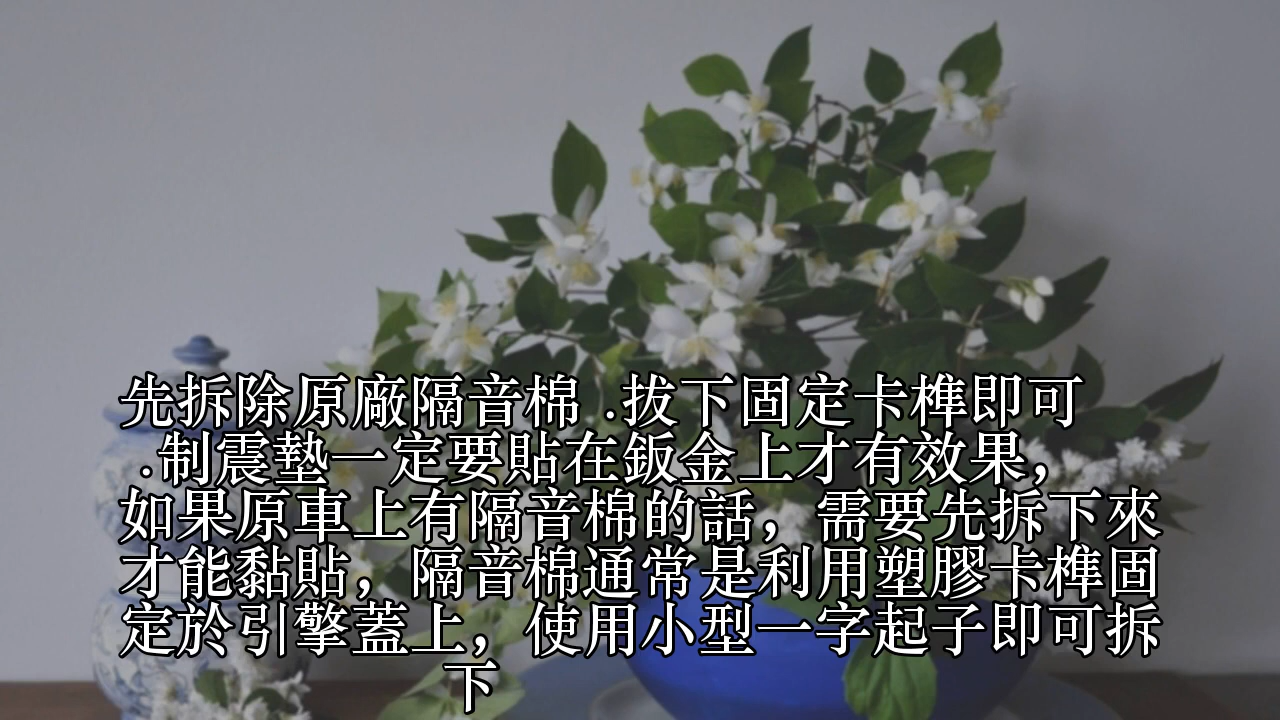 先拆除原廠隔音棉 .拔下固定卡榫即可
.制震墊一定要貼在鈑金上才有效果，
如果原車上有隔音棉的話，需要先拆下來
才能黏貼，隔音棉通常是利用塑膠卡榫固
定於引擎蓋上，使用小型一字起子即可拆
下